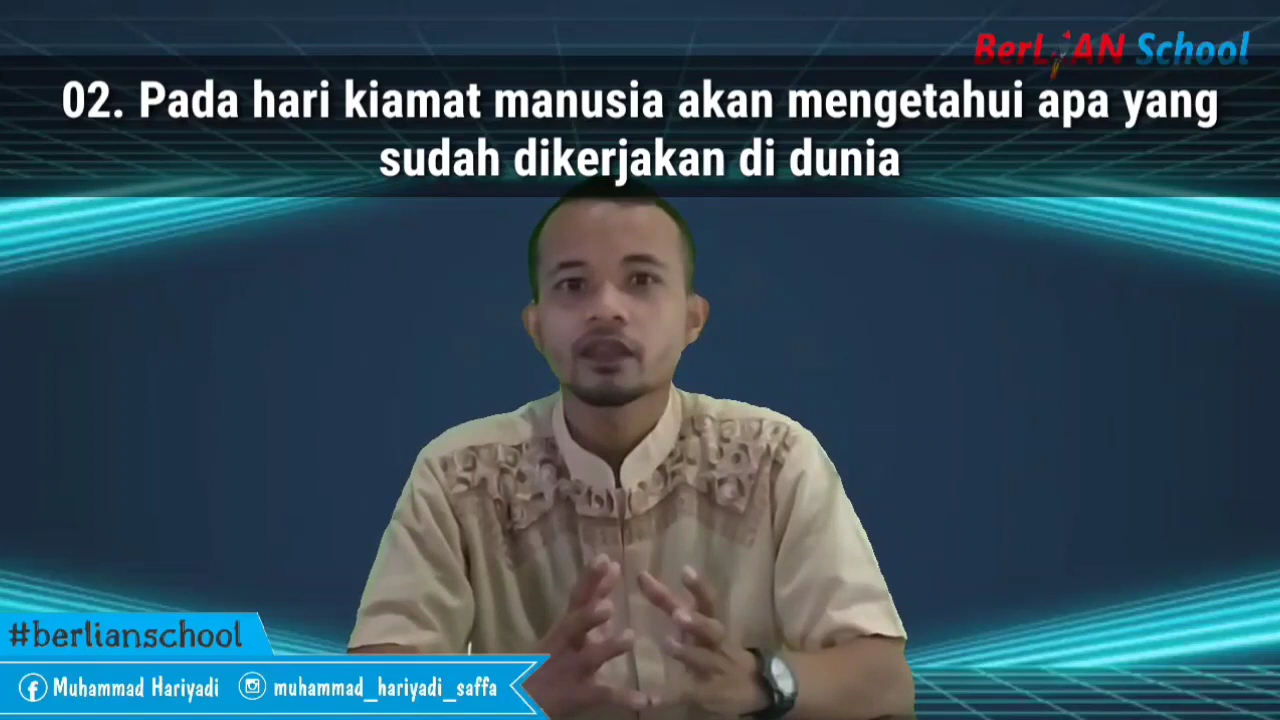 BerLIAN School
02. Pada hari kiamat manusia akan mengetahui apa yang
sudah dikerjakan di dunia
#berlianschool
Muhammad Hariyadi
muhammad_hariyadi_saffa